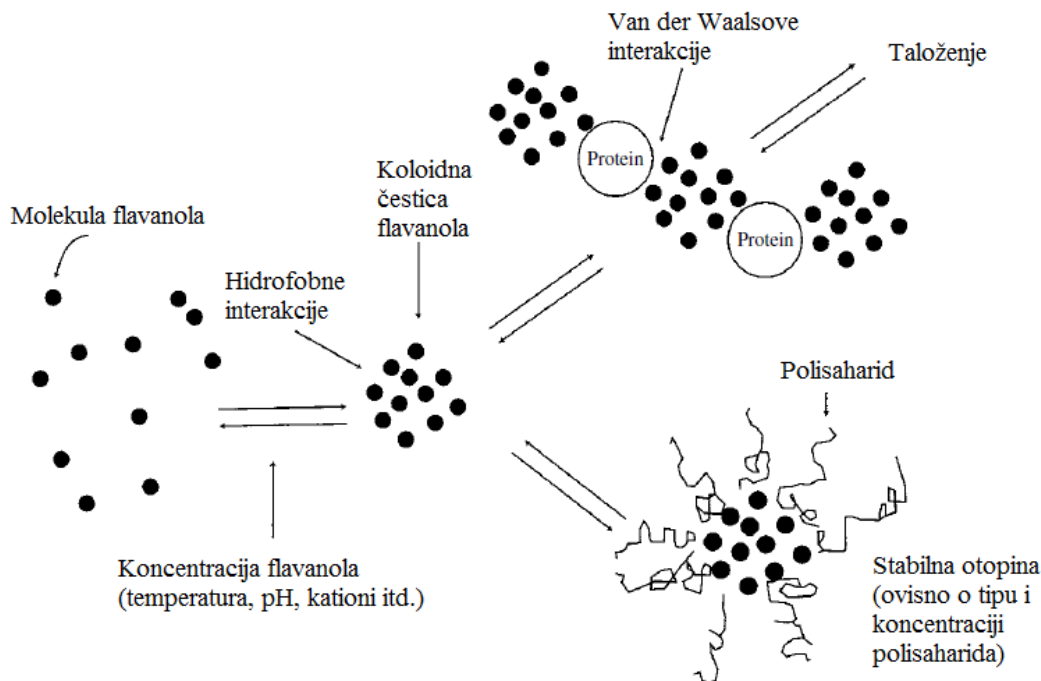 Van der Waalsove
interakcije
Taloženje
Protein
Protein
Koloidna
čestica
flavanola
Molekula flavanola
Hidrofobne
interakcije
Polisaharid
Koncentracija flavanola
(temperatura, pH, kationi itd.)
Stabilna otopina
(ovisno o tipu i
koncentraciji
polisaharida)